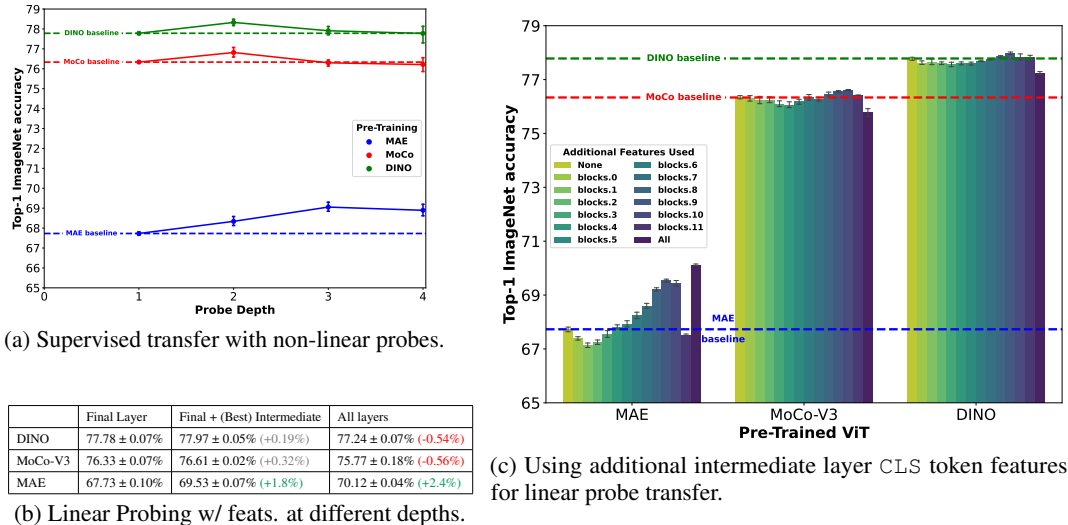 79
78
77
76
75
74
73
72
71
70
69
68
67
66
65
Top-1 ImageNet accuracy
DINO baseline
MoCo baseline
MAE baseline
Pre-Training
MAE
MoCo
DINO
0 1 2 3 4
Probe Depth
(a) Supervised transfer with non-linear probes.
Final Layer Final + (Best) Intermediate All layers
DINO 77.78 ± 0.07% 77.97 ± 0.05% (+0.19%) 77.24 ± 0.07% (-0.54%)
MoCo-V3 76.33 ± 0.07% 76.61 ± 0.02% (+0.32%) 75.77 ± 0.18% (-0.56%)
MAE 67.73 ± 0.10% 69.53 ± 0.07% (+1.8%) 70.12 ± 0.04% (+2.4%)
(b) Linear Probing w/ feats. at different depths.
79
77
75
73
71
69
67
65
Top-1 ImageNet accuracy
DINO baseline
MoCo baseline
MAE
baseline
Additional Features Used
None blocks.6
blocks.0 blocks.7
blocks.1 blocks.8
blocks.2 blocks.9
blocks.3 blocks.10
blocks.4 blocks.11
blocks.5 All
MAE MoCo-V3 DINO
Pre-Trained ViT
(c) Using additional intermediate layer CLS token features
for linear probe transfer.